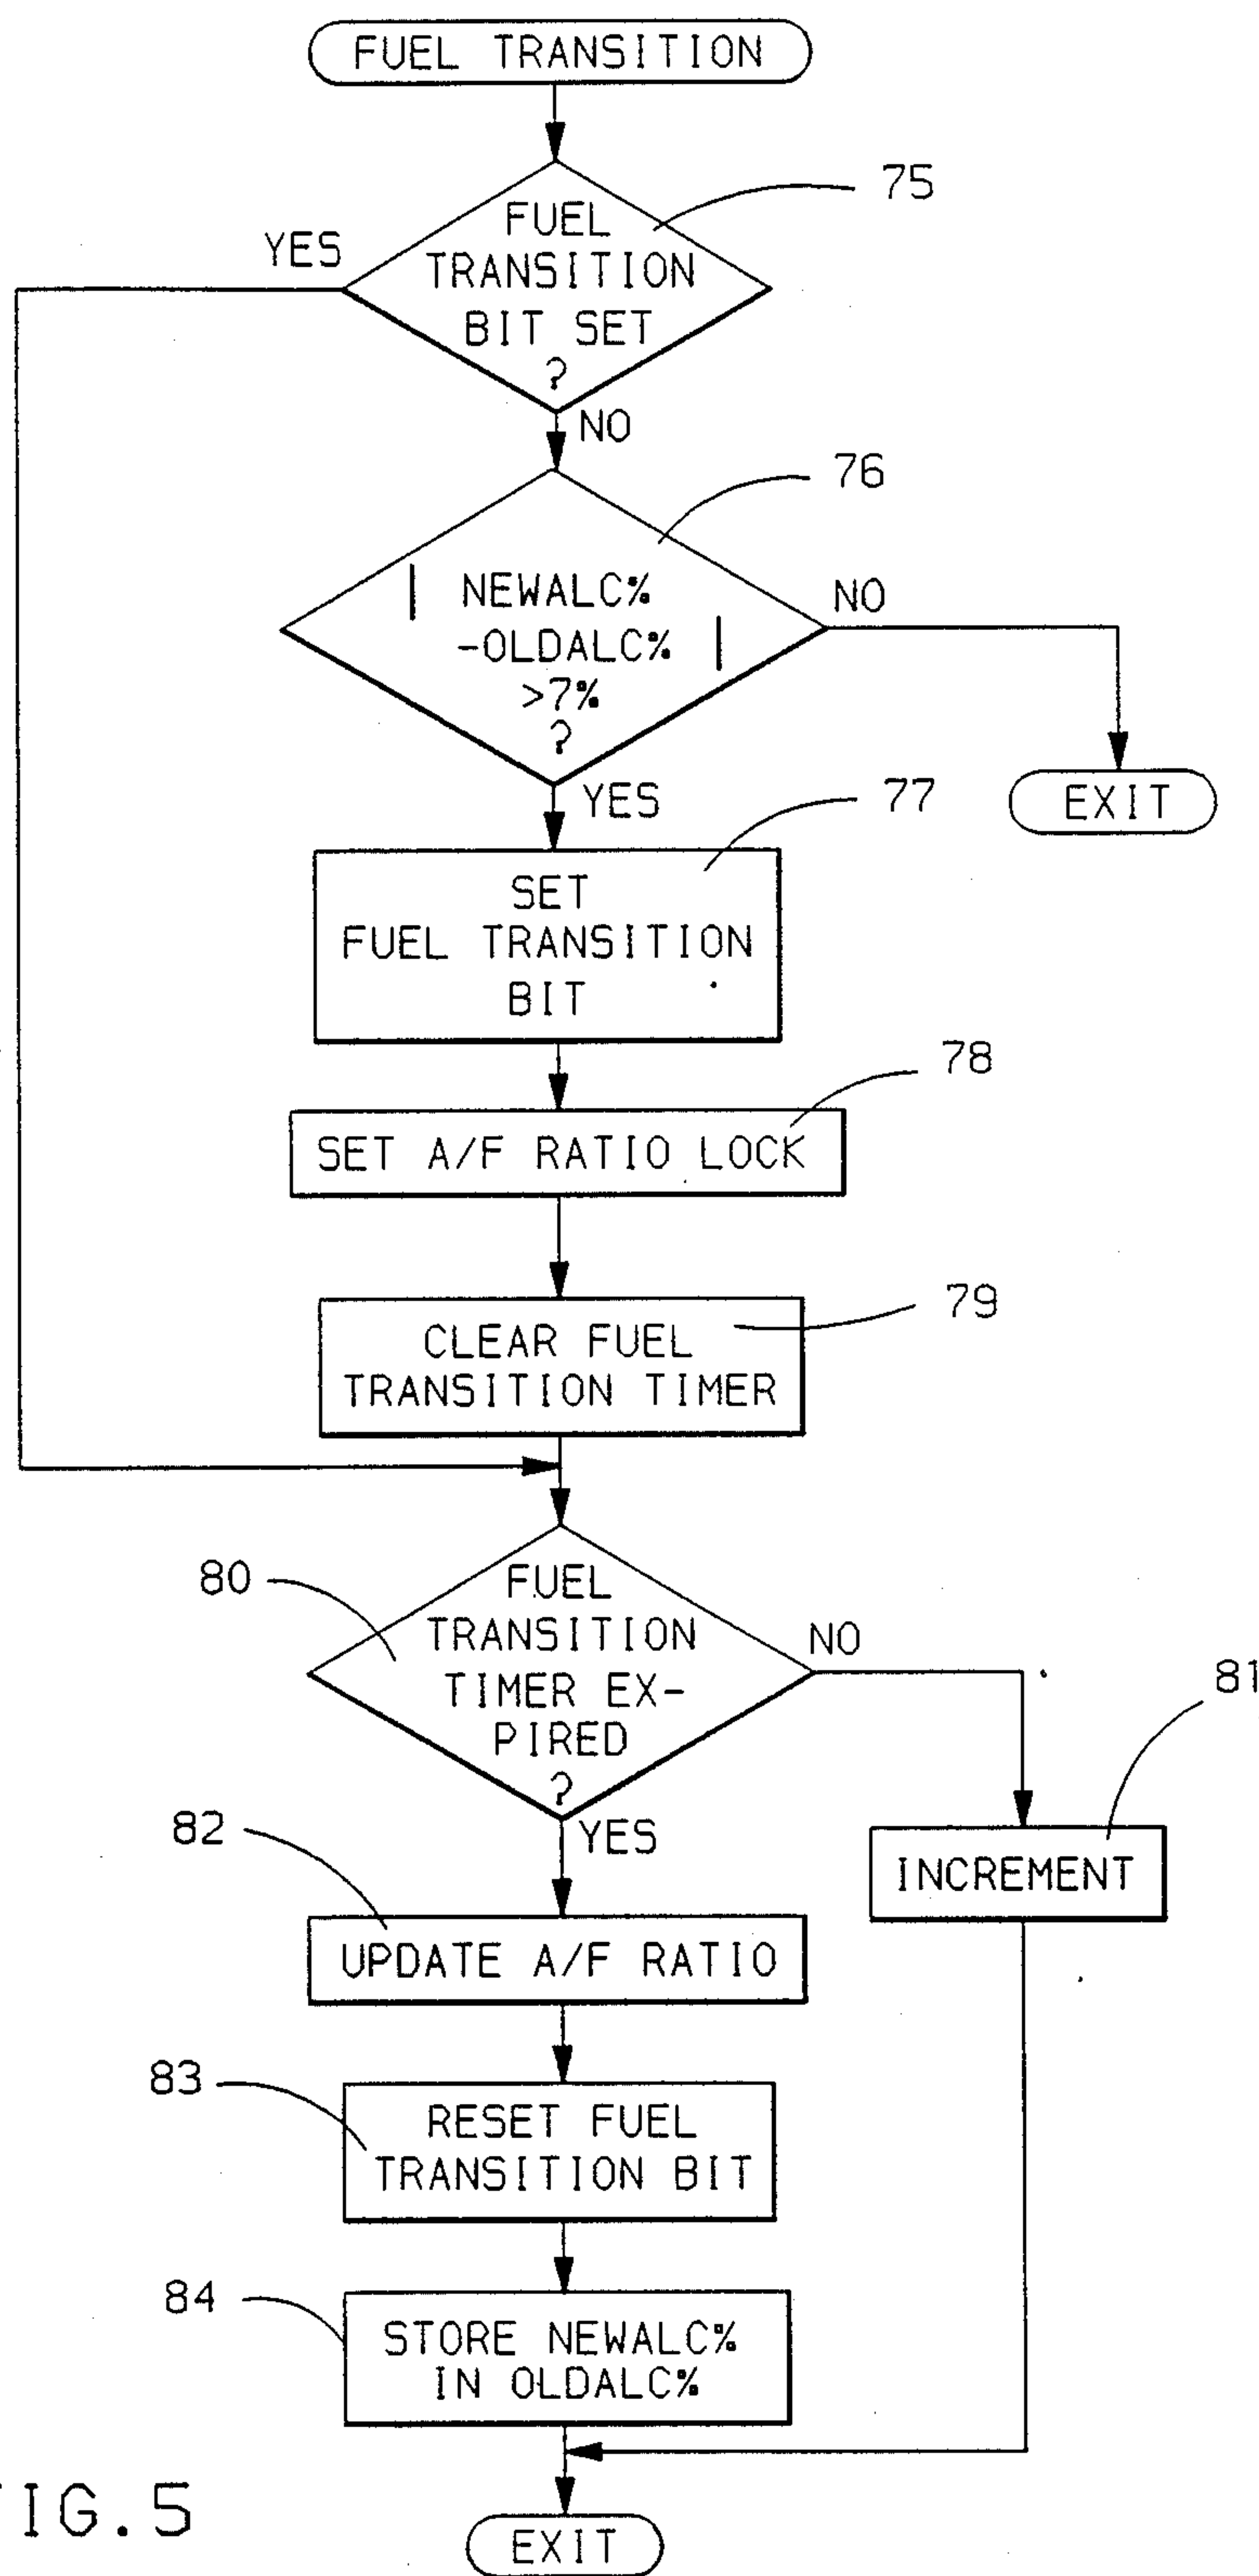 FUEL TRANSITION
75
FUEL
TRANSITION
BIT SET
?
YES
NO
76
| NEWALC%
-OLDALC% |
>7%
?
NO
EXIT
YES
77
SET
FUEL TRANSITION
BIT
78
SET A/F RATIO LOCK
79
CLEAR FUEL
TRANSITION TIMER
80
FUEL
TRANSITION
TIMER EX-
PIRED
?
NO
81
INCREMENT
YES
82
UPDATE A/F RATIO
83
RESET FUEL
TRANSITION BIT
84
STORE NEWALC%
IN OLDALC%
EXIT
IG.5